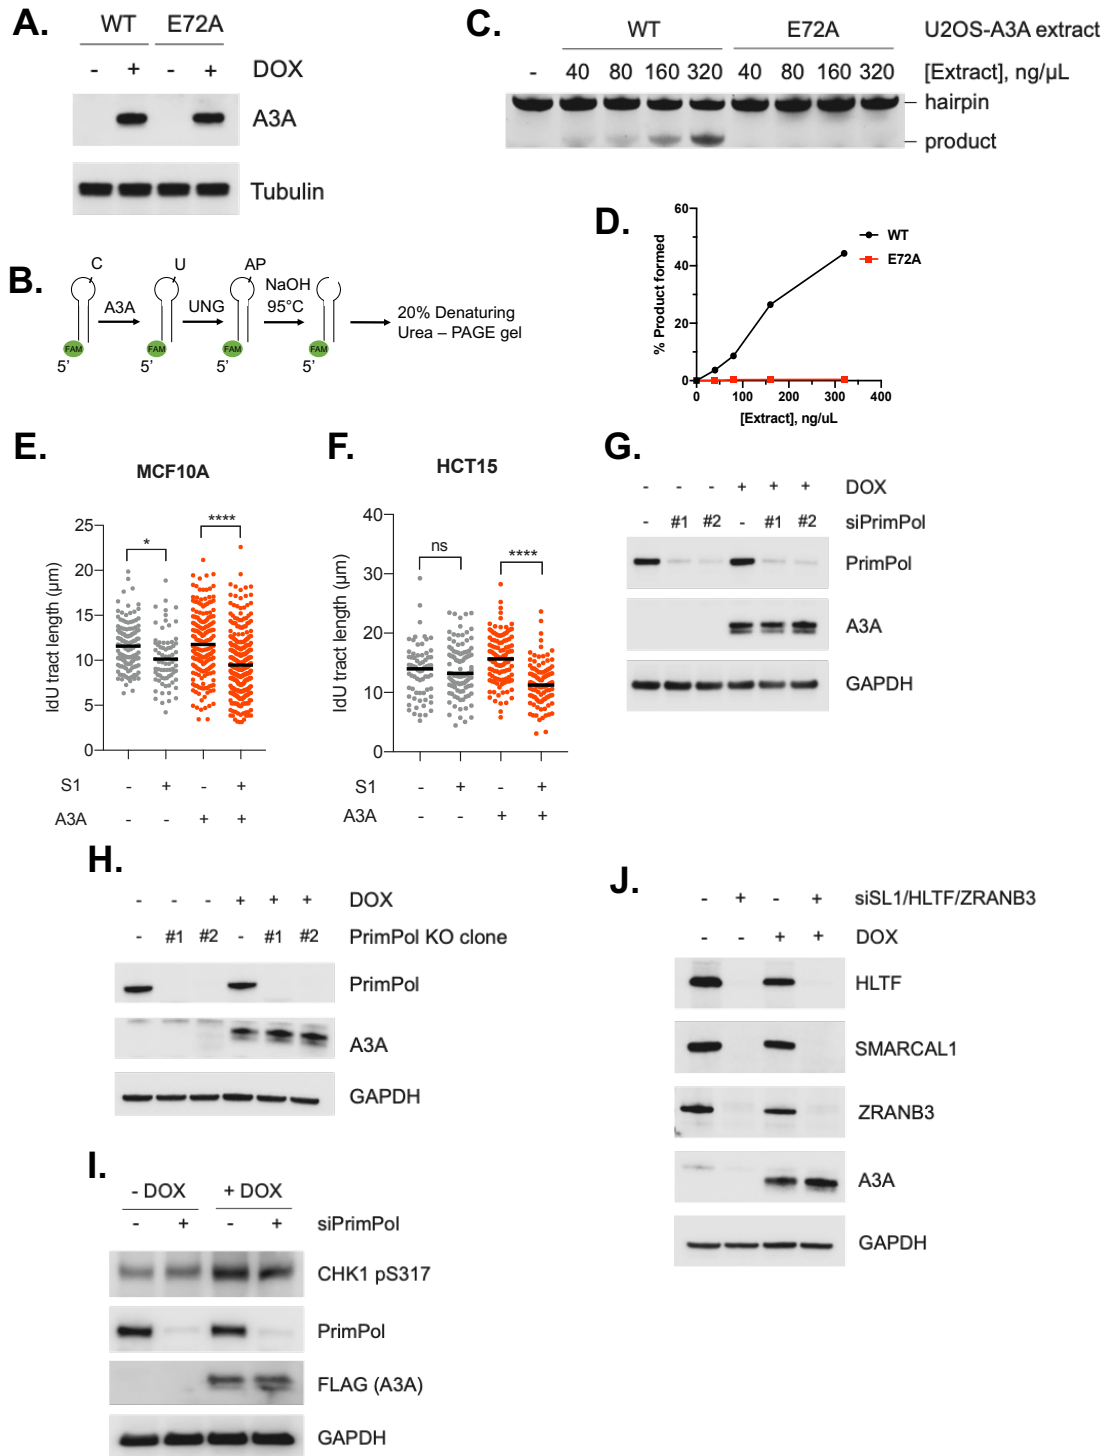 A.
WT E72A
- + - + DOX
A3A
Tubulin
B.
C U AP
A3A UNG NaOH
95°C
20% Denaturing
Urea – PAGE gel
FAM FAM FAM FAM
5’ 5’ 5’ 5’
C.
WT E72A U2OS-A3A extract
- 40 80 160 320 40 80 160 320 [Extract], ng/µL
hairpin
product
D.
% Product formed
60
40
20
0
0 100 200 300 400
[Extract], ng/uL
WT
E72A
E.
MCF10A
IdU tract length (µm)
25
20
15
10
5
0
* ****
S1 - + - +
A3A - - + +
F.
HCT15
IdU tract length (µm)
40
30
20
10
0
ns ****
S1 - + - +
A3A - - + +
G.
- - - + + + DOX
- #1 #2 - #1 #2 siPrimPol
PrimPol
A3A
GAPDH
H.
- - - + + + DOX
- #1 #2 - #1 #2 PrimPol KO clone
PrimPol
A3A
GAPDH
I.
- DOX + DOX
- + - + siPrimPol
CHK1 pS317
PrimPol
FLAG (A3A)
GAPDH
J.
- + - + siSL1/HLTF/ZRANB3
- - + + DOX
HLTF
SMARCAL1
ZRANB3
A3A
GAPDH